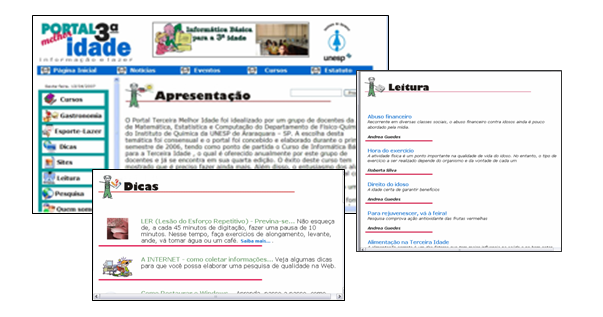 PORTAL 3ª
melhor
idade
informação e lazer
Informática Básica
para a 3ª Idade
unesp
Página Inicial
Notícias
Eventos
Cursos
Estatuto
Cursos
Gastronomia
Esporte-Lazer
Dicas
Sites
Leitura
Pesquisa
Quem somos
Apresentação
O Portal Terceira Melhor Idade foi idealizado por um grupo de docentes da
de Matemática, Estatística e Computação do Departamento de Físico Quím
do Instituto de Química da UNESP de Araraquara – SP. A escolha desta
temática foi consensual e o portal foi concebido e elaborado durante o prim
semestre de 2006, tendo como ponto de partida o Curso de Informática Bá
para a Terceira Idade , o qual é oferecido anualmente por este grupo de
docentes e já se encontra em sua quarta edição. O êxito deste curso tem
mostrado que é preciso fazer ainda mais. Além disso, o entusiasmo dos al
Dicas
LER (Lesão do Esforço Repetitivo) - Previna-se... Não esqueça
de, a cada 45 minutos de digitação, fazer uma pausa de 10
minutos. Nesse tempo, faça exercícios de alongamento, levante,
ande, vá tomar água ou um café. Saiba mais...
A INTERNET - como coletar informações... Veja algumas dicas
para que você possa elaborar uma pesquisa de qualidade na Web.
Leitura
Abuso financeiro
Recorrente em diversas classes sociais, o abuso financeiro contra idosos ainda é pouco
abordado pela mídia.
Andrea Guedes
Hora do exercício
A atividade física é um ponto importante na qualidade de vida do idoso. No entanto, o tipo de
exercício a ser realizado depende do organismo e da vontade de cada um
Roberta Silva
Direito do idoso
A idade certa de garantir benefícios
Andrea Guedes
Para rejuvenescer, vá à feira!
Pesquisa comprova ação antioxidante das frutas vermelhas
Andrea Guedes
Alimentação na Terceira Idade